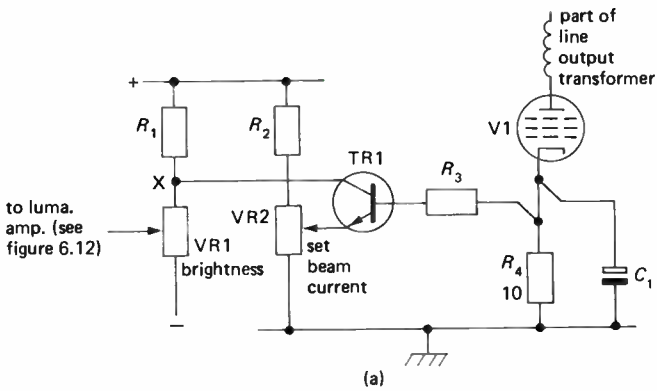 part of
line
output
transformer
+
R1
R2
V1
TR1
R3
X
to luma.
amp. (see
figure 6.12)
VR2
VR1
brightness
set
beam
current
R4
10
C1
−
(a)